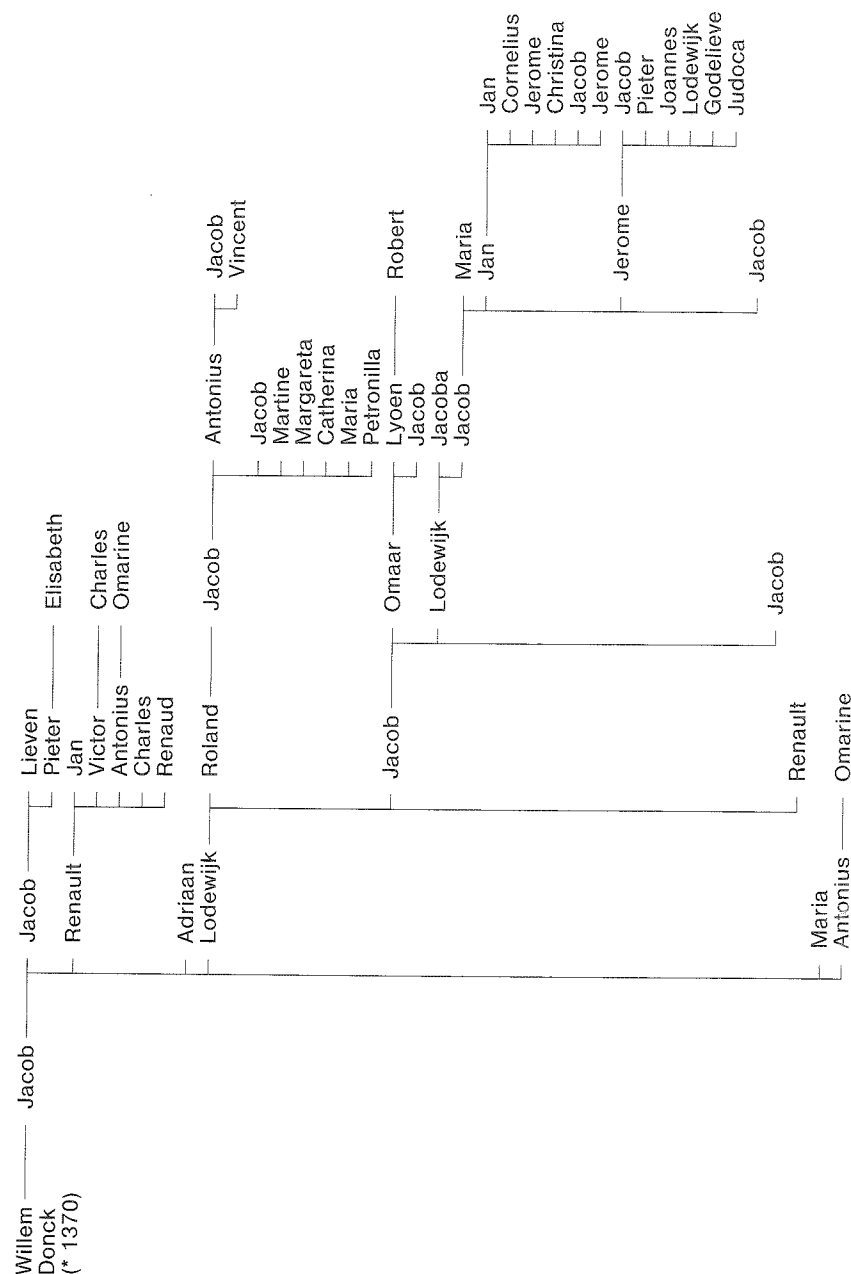 Willem
Donck
(* 1370)
Jacob
Jacob
Lieven
Pieter
Elisabeth
Renault
Jan
Victor
Charles
Antonius
Omarine
Charles
Renaud
Adriaan
Lodewijk
Roland
Jacob
Antonius
Jacob
Vincent
Jacob
Martine
Margareta
Catherina
Maria
Petronilla
Jacob
Omaar
Lyoen
Robert
Jacob
Lodewijk
Jacoba
Jacob
Maria
Jan
Jan
Cornelius
Jerome
Christina
Jacob
Jerome
Jerome
Jacob
Pieter
Joannes
Lodewijk
Godelieve
Judoca
Jacob
Jacob
Renault
Maria
Antonius
Omarine